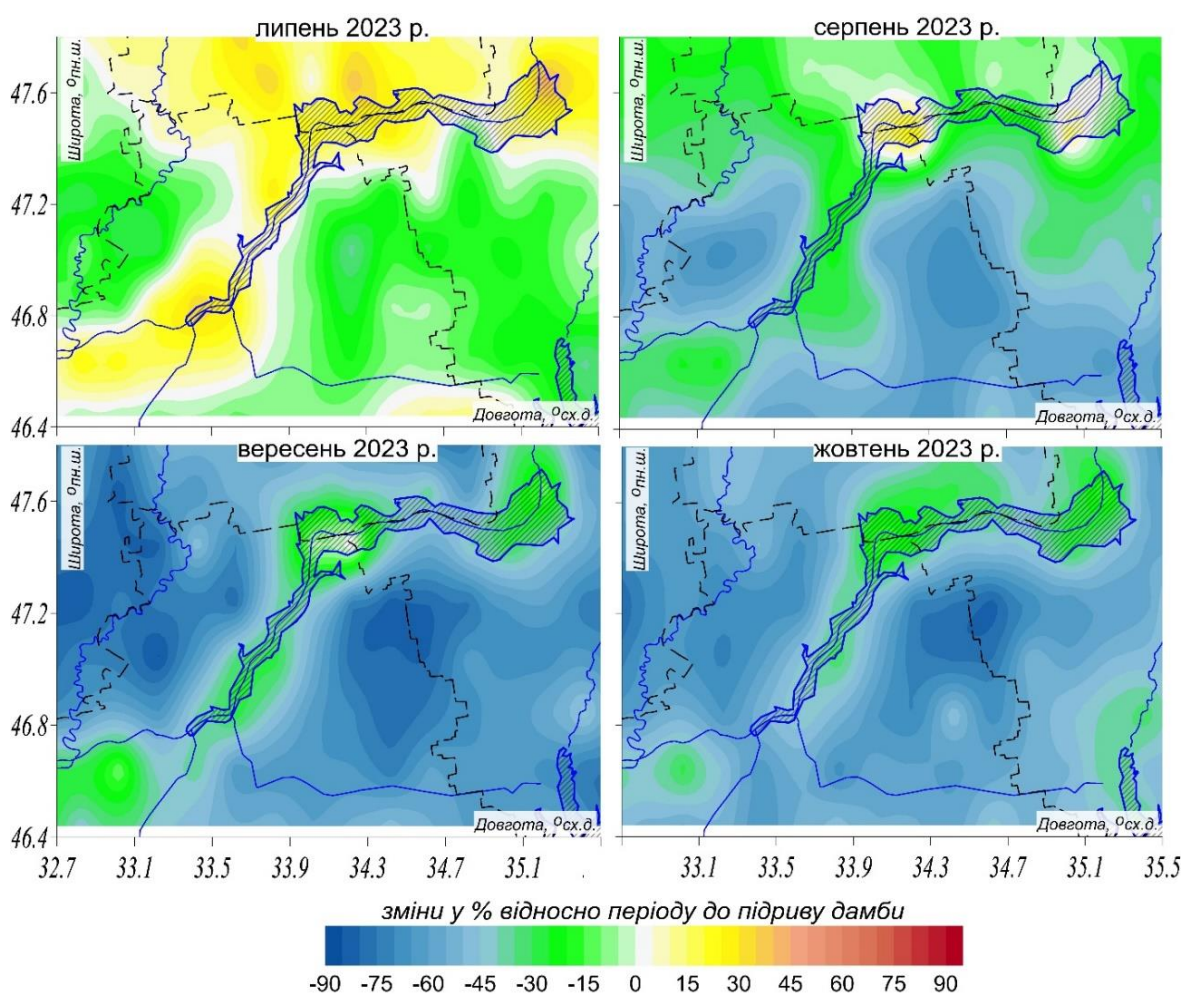 липень 2023 р.
серпень 2023 р.
Широта, °пн.ш.
Широта, °пн.ш.
47.6
47.2
46.8
46.4
Довгота, °сх.д.
Довгота, °сх.д.
вересень 2023 р.
жовтень 2023 р.
Широта, °пн.ш.
Широта, °пн.ш.
47.6
47.2
46.8
46.4
Довгота, °сх.д.
Довгота, °сх.д.
32.7 33.1 33.5 33.9 34.3 34.7 35.1
33.1 33.5 33.9 34.3 34.7 35.1 35.5
зміни у % відносно періоду до підриву дамби
-90 -75 -60 -45 -30 -15 0 15 30 45 60 75 90